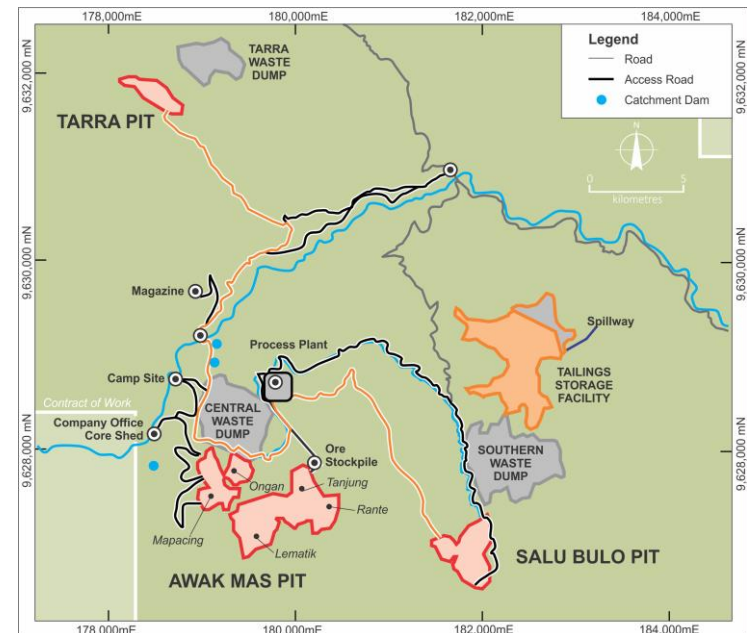 178,000mE
180,000mE
182,000mE
184,000mE
9,632,000 mN
9,632,000 mN
TARRA
WASTE
DUMP
TARRA PIT
Legend
Road
Access Road
Catchment Dam
N
0
5
kilometres
9,630,000 mN
9,630,000 mN
Magazine
Process Plant
Spillway
Camp Site
TAILINGS
STORAGE
FACILITY
Contract of Work
Company Office
Core Shed
CENTRAL
WASTE
DUMP
9,628,000 mN
9,628,000 mN
Ore
Stockpile
SOUTHERN
WASTE
DUMP
Ongan
Tanjung
Rante
Mapacing
Lematik
AWAK MAS PIT
SALU BULO PIT
178,000mE
180,000mE
182,000mE
184,000mE